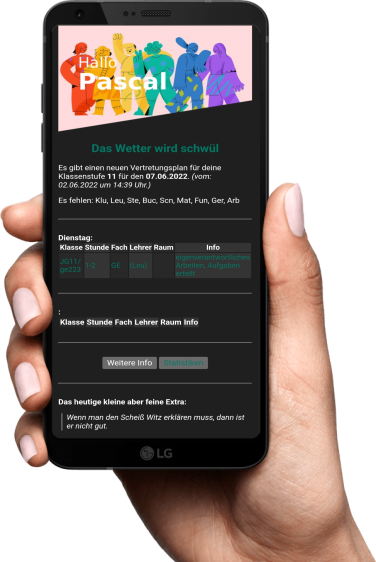 Hallo
Pascal
Das Wetter wird schwül
Es gibt einen neuen Vertretungsplan für deine
Klassenstufe 11 für den 07.06.2022. (vom:
02.06.2022 um 14:39 Uhr.)
Es fehlen: Klu, Leu, Ste, Buc, Scn, Mat, Fun, Ger, Arb
Dienstag:
Klasse Stunde Fach Lehrer Raum Info
JG11/ 1-2 GE (Leu) eigenverantwortliches
ge223 Arbeiten, Aufgaben
erteilt
:
Klasse Stunde Fach Lehrer Raum Info
Weitere Info Statistiken
Das heutige kleine aber feine Extra:
Wenn man den Scheiß Witz erklären muss, dann ist
er nicht gut.
LG